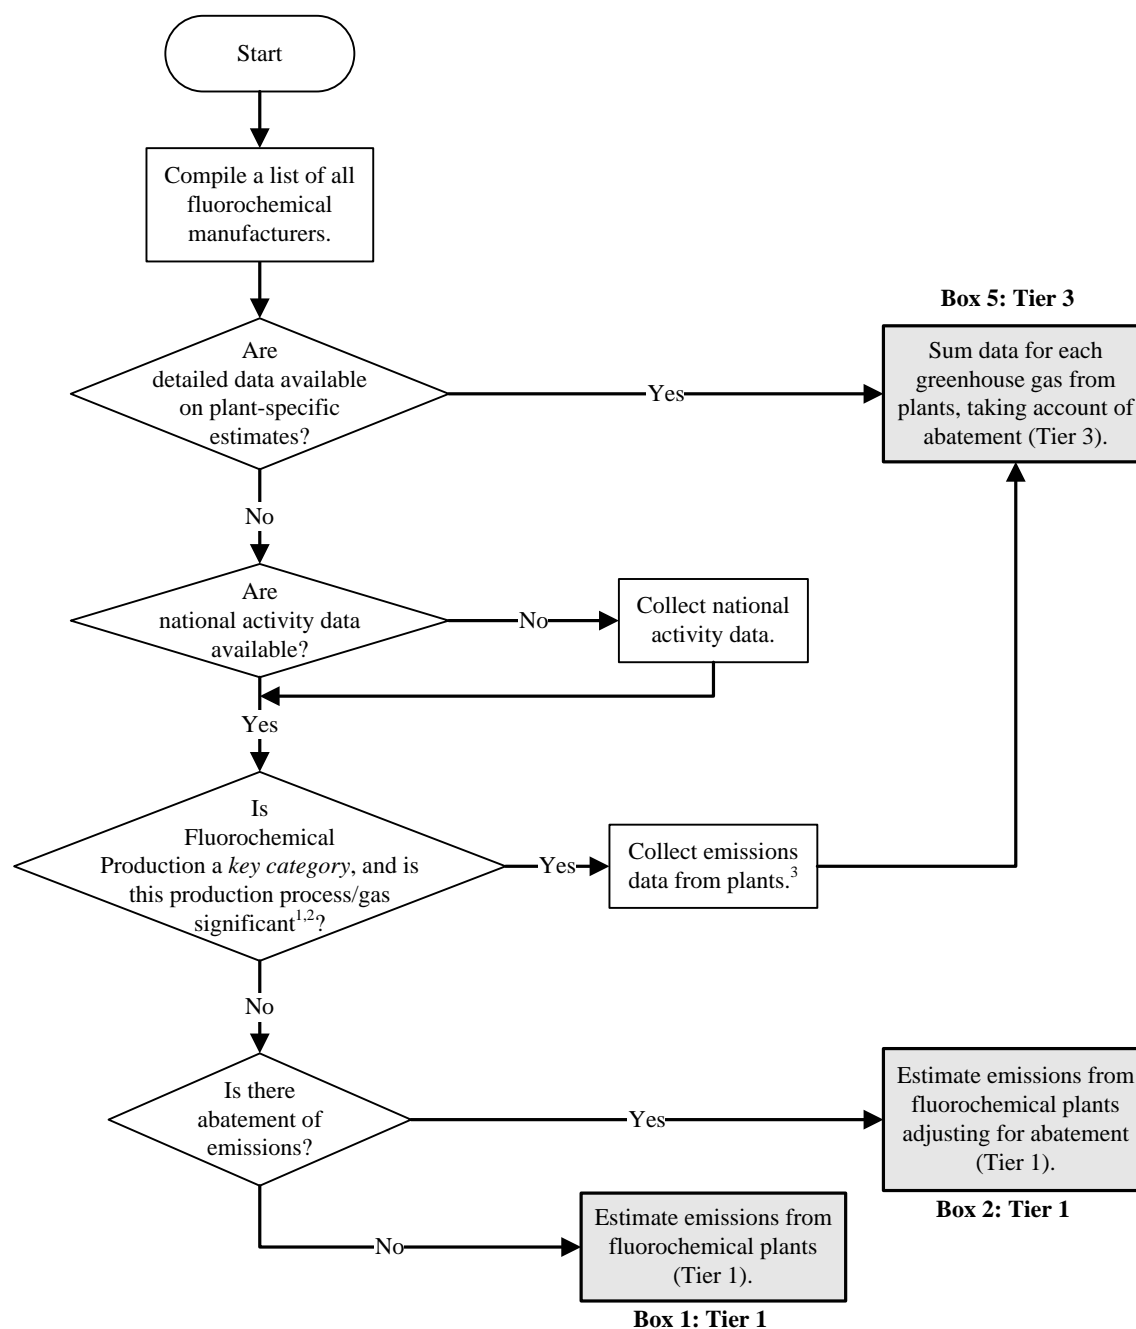 Start
Compile a list of all
fluorochemical
manufacturers.
Box 5: Tier 3
Are
detailed data available
on plant-specific
estimates?
Yes
Sum data for each
greenhouse gas from
plants, taking account of
abatement (Tier 3).
No
Are
national activity data
available?
No
Collect national
activity data.
Yes
Is
Fluorochemical
Production a key category, and is
this production process/gas
significant1,2?
Yes
Collect emissions
data from plants.3
No
Is there
abatement of
emissions?
Yes
Estimate emissions from
fluorochemical plants
adjusting for abatement
(Tier 1).
Box 2: Tier 1
No
Estimate emissions from
fluorochemical plants
(Tier 1).
Box 1: Tier 1